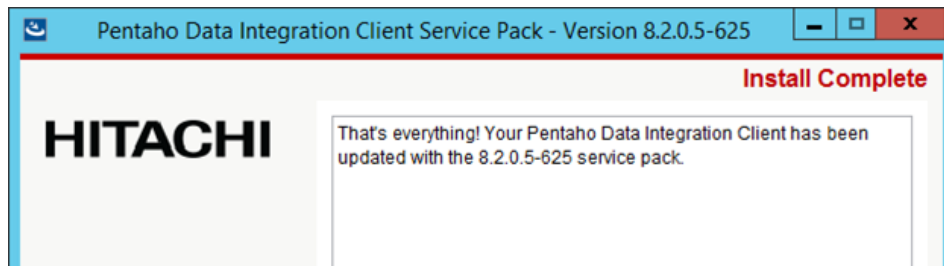 Pentaho Data Integration Client Service Pack - Version 8.2.0.5-625
Install Complete
HITACHI
That's everything! Your Pentaho Data Integration Client has been
updated with the 8.2.0.5-625 service pack.